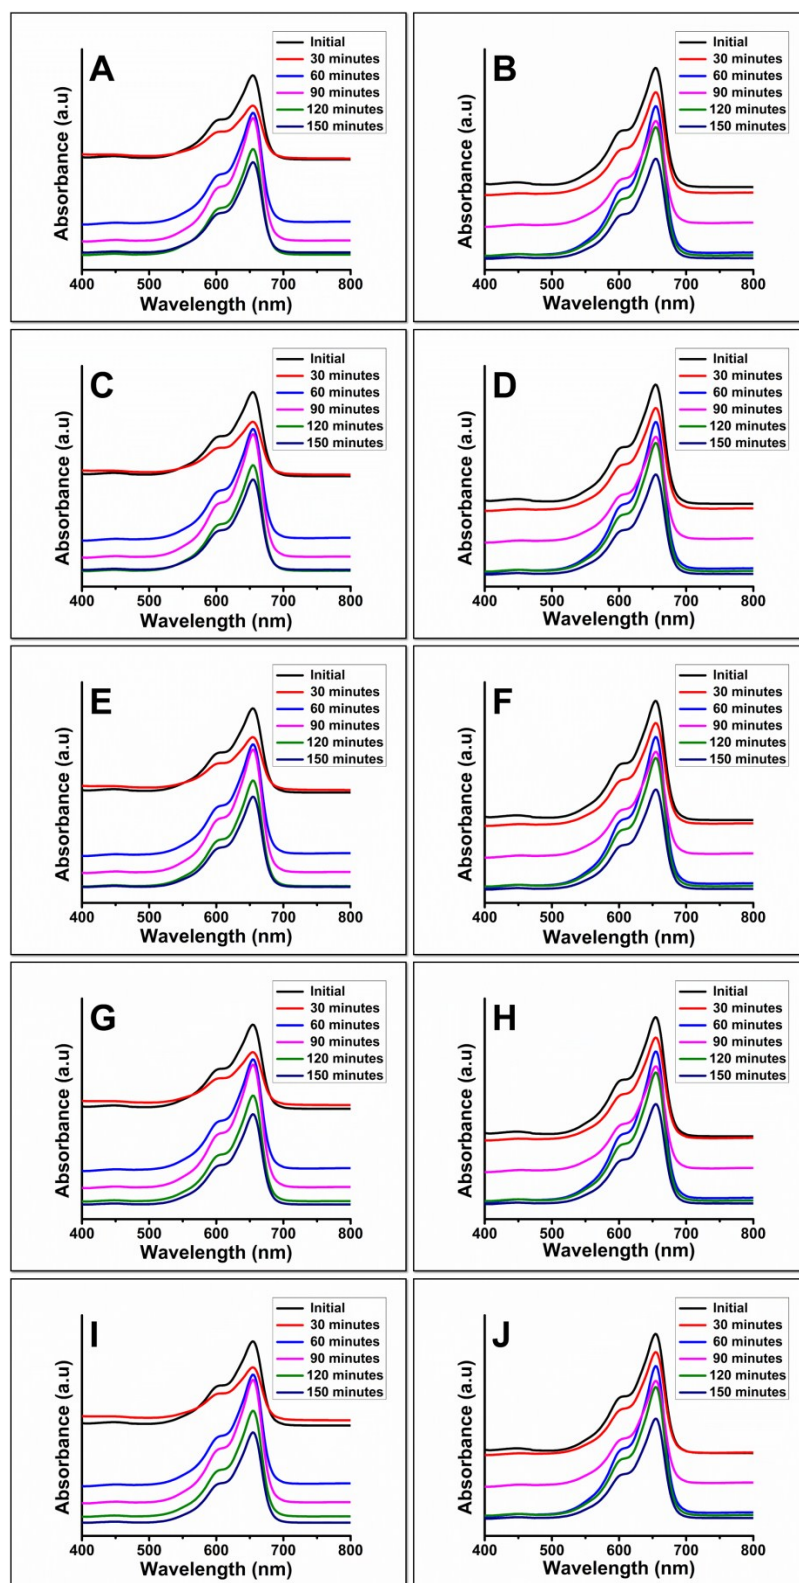 A
Initial
30 minutes
60 minutes
90 minutes
120 minutes
150 minutes
Absorbance (a.u)
400 500 600 700 800
Wavelength (nm)
B
Initial
30 minutes
60 minutes
90 minutes
120 minutes
150 minutes
Absorbance (a.u)
400 500 600 700 800
Wavelength (nm)
C
Initial
30 minutes
60 minutes
90 minutes
120 minutes
150 minutes
Absorbance (a.u)
400 500 600 700 800
Wavelength (nm)
D
Initial
30 minutes
60 minutes
90 minutes
120 minutes
150 minutes
Absorbance (a.u)
400 500 600 700 800
Wavelength (nm)
E
Initial
30 minutes
60 minutes
90 minutes
120 minutes
150 minutes
Absorbance (a.u)
400 500 600 700 800
Wavelength (nm)
F
Initial
30 minutes
60 minutes
90 minutes
120 minutes
150 minutes
Absorbance (a.u)
400 500 600 700 800
Wavelength (nm)
G
Initial
30 minutes
60 minutes
90 minutes
120 minutes
150 minutes
Absorbance (a.u)
400 500 600 700 800
Wavelength (nm)
H
Initial
30 minutes
60 minutes
90 minutes
120 minutes
150 minutes
Absorbance (a.u)
400 500 600 700 800
Wavelength (nm)
I
Initial
30 minutes
60 minutes
90 minutes
120 minutes
150 minutes
Absorbance (a.u)
400 500 600 700 800
Wavelength (nm)
J
Initial
30 minutes
60 minutes
90 minutes
120 minutes
150 minutes
Absorbance (a.u)
400 500 600 700 800
Wavelength (nm)